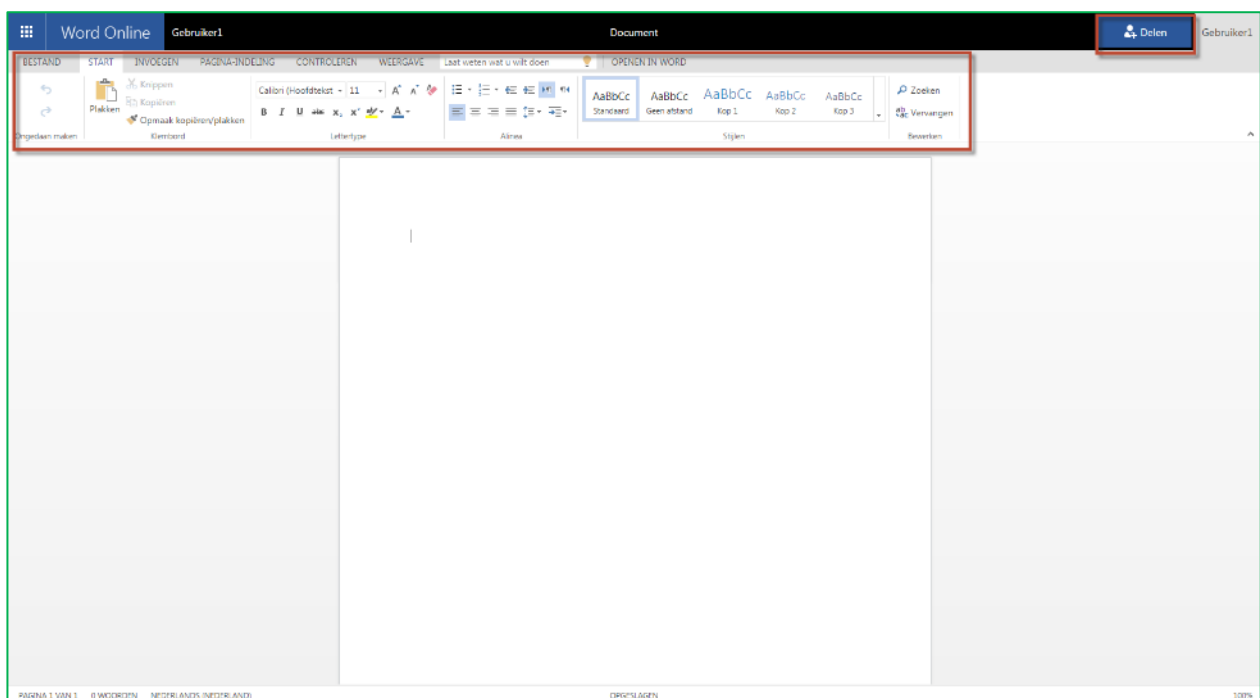 Word Online Gebruiker1 Document Delen Gebruiker1
BESTAND START INVOEGEN PAGINA-INDELING CONTROLEREN WEERGAVE Laat weten wat u wilt doen OPENEN IN WORD
Plakken
Knippen
Kopiëren
Opmaak kopiëren/plakken
Calibri (Hoofdtekst 11
B I U abc x₂ x²
AaBbCc AaBbCc AaBbCc AaBbCc AaBbCc
Standaard Geen afstand Kop 1 Kop 2 Kop 3
Zoeken
Vervangen
Ongedaan maken Klembord Lettertype Alinea Stijlen Bewerken
PAGINA 1 VAN 1 0 WOORDEN NEDERLANDS (NEDERLAND) OPGESLAGEN 100%